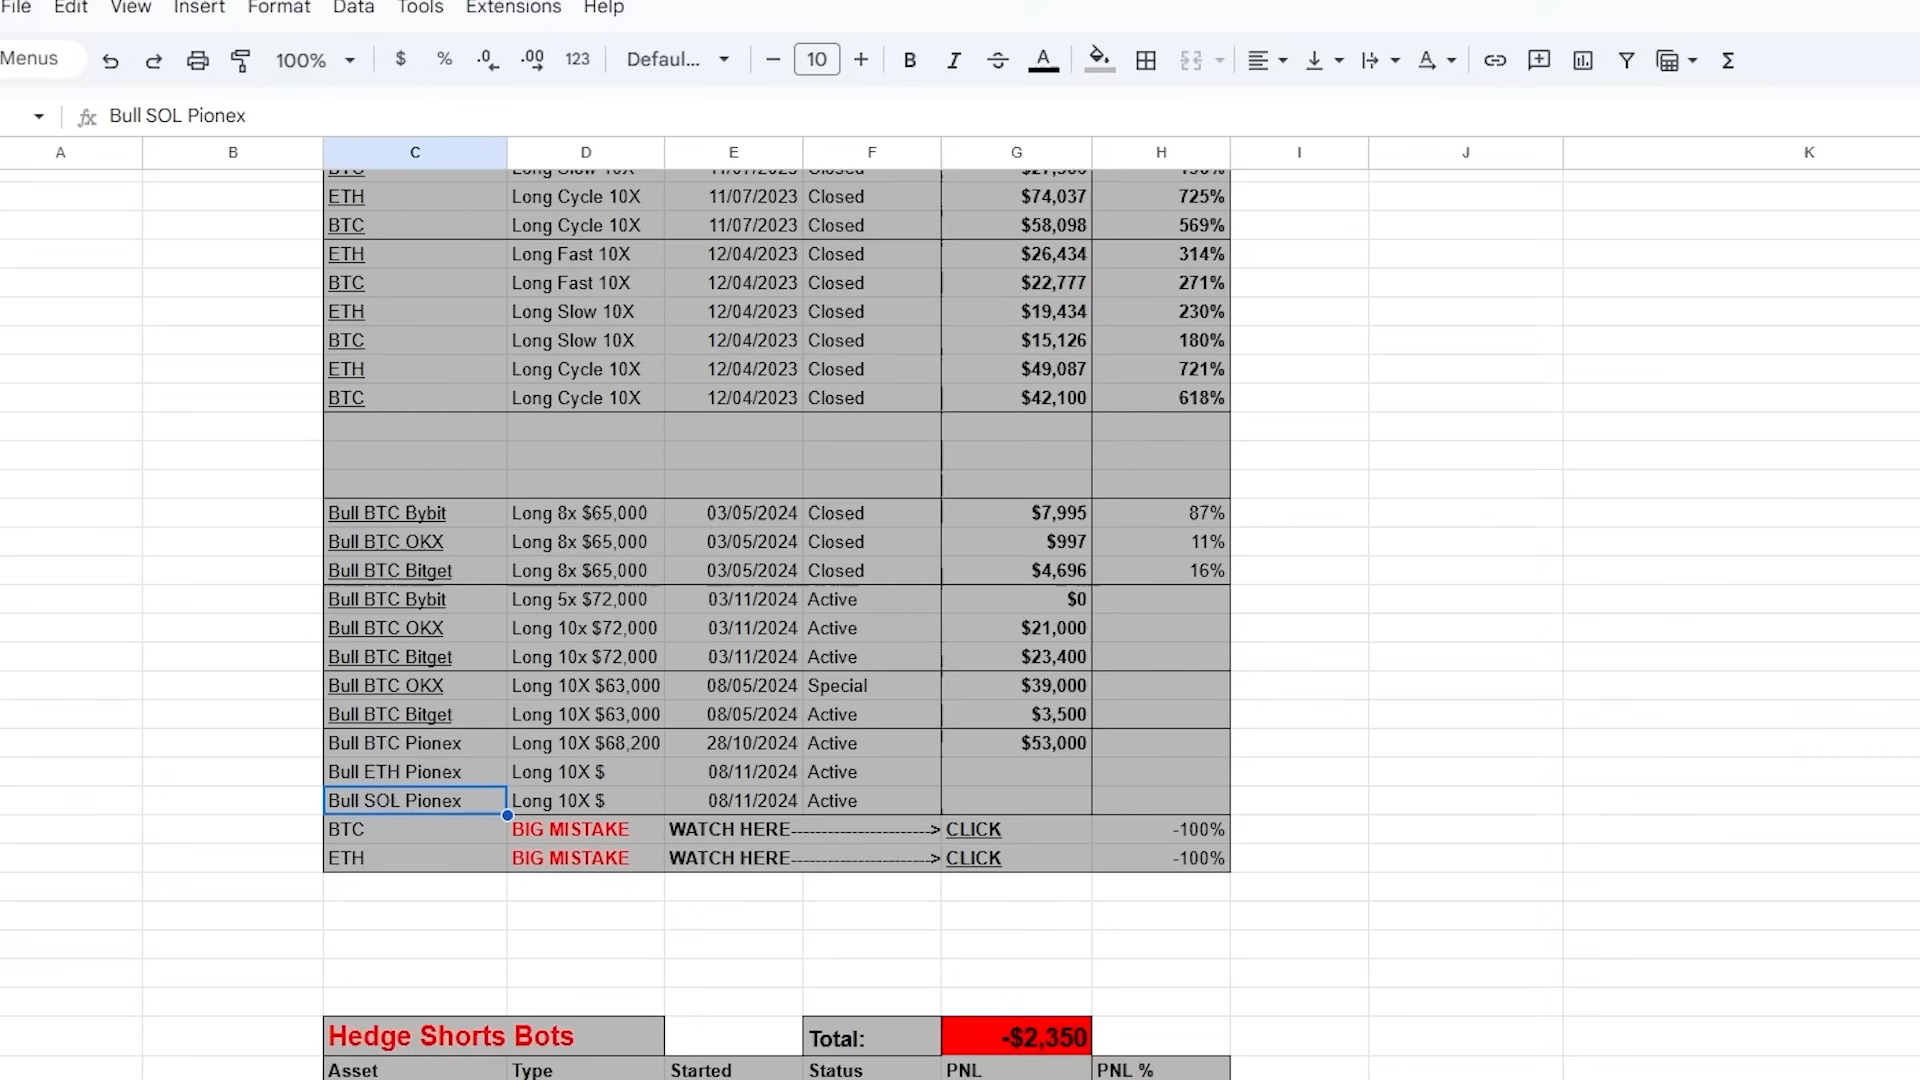 File Edit View Insert Format Data Tools Extensions Help
Menus 100% $ % .0 .00 123 Defaul... 10 B I A A Σ
fx Bull SOL Pionex
A B C D E F G H I J K
ETH Long Cycle 10X 11/07/2023 Closed $74,037 725%
BTC Long Cycle 10X 11/07/2023 Closed $58,098 569%
ETH Long Fast 10X 12/04/2023 Closed $26,434 314%
BTC Long Fast 10X 12/04/2023 Closed $22,777 271%
ETH Long Slow 10X 12/04/2023 Closed $19,434 230%
BTC Long Slow 10X 12/04/2023 Closed $15,126 180%
ETH Long Cycle 10X 12/04/2023 Closed $49,087 721%
BTC Long Cycle 10X 12/04/2023 Closed $42,100 618%
Bull BTC Bybit Long 8x $65,000 03/05/2024 Closed $7,995 87%
Bull BTC OKX Long 8x $65,000 03/05/2024 Closed $997 11%
Bull BTC Bitget Long 8x $65,000 03/05/2024 Closed $4,696 16%
Bull BTC Bybit Long 5x $72,000 03/11/2024 Active $0
Bull BTC OKX Long 10x $72,000 03/11/2024 Active $21,000
Bull BTC Bitget Long 10x $72,000 03/11/2024 Active $23,400
Bull BTC OKX Long 10X $63,000 08/05/2024 Special $39,000
Bull BTC Bitget Long 10X $63,000 08/05/2024 Active $3,500
Bull BTC Pionex Long 10X $68,200 28/10/2024 Active $53,000
Bull ETH Pionex Long 10X $ 08/11/2024 Active
Bull SOL Pionex Long 10X $ 08/11/2024 Active
BTC BIG MISTAKE WATCH HERE-----------------------> CLICK -100%
ETH BIG MISTAKE WATCH HERE-----------------------> CLICK -100%
Hedge Shorts Bots Total: -$2,350
Asset Type Started Status PNL PNL %